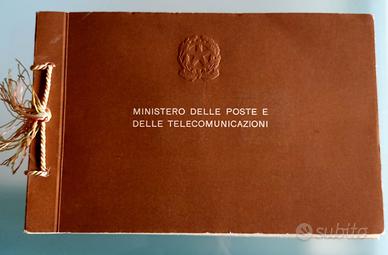 MINISTERO DELLE POSTE E
DELLE TELECOMUNICAZIONI
subito